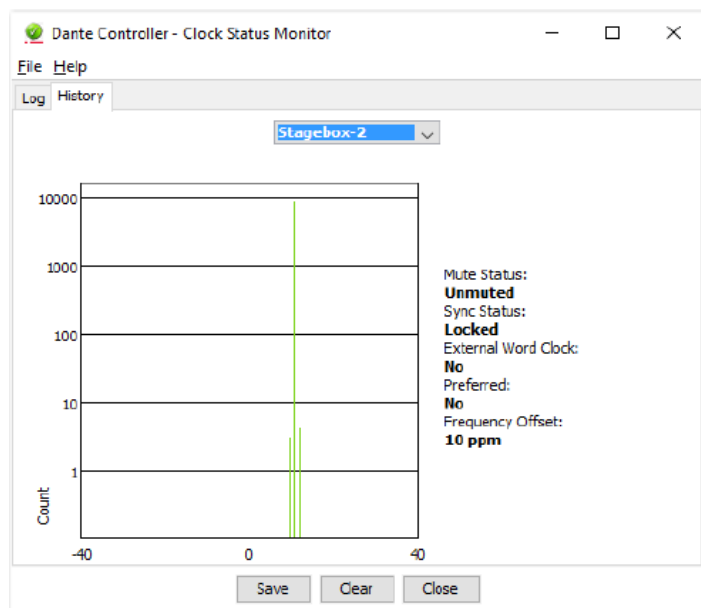 Dante Controller - Clock Status Monitor
File Help
Log History
Stagebox-2
10000
1000
100
10
1
Count
-40 0 40
Mute Status:
Unmuted
Sync Status:
Locked
External Word Clock:
No
Preferred:
No
Frequency Offset:
10 ppm
Save Clear Close